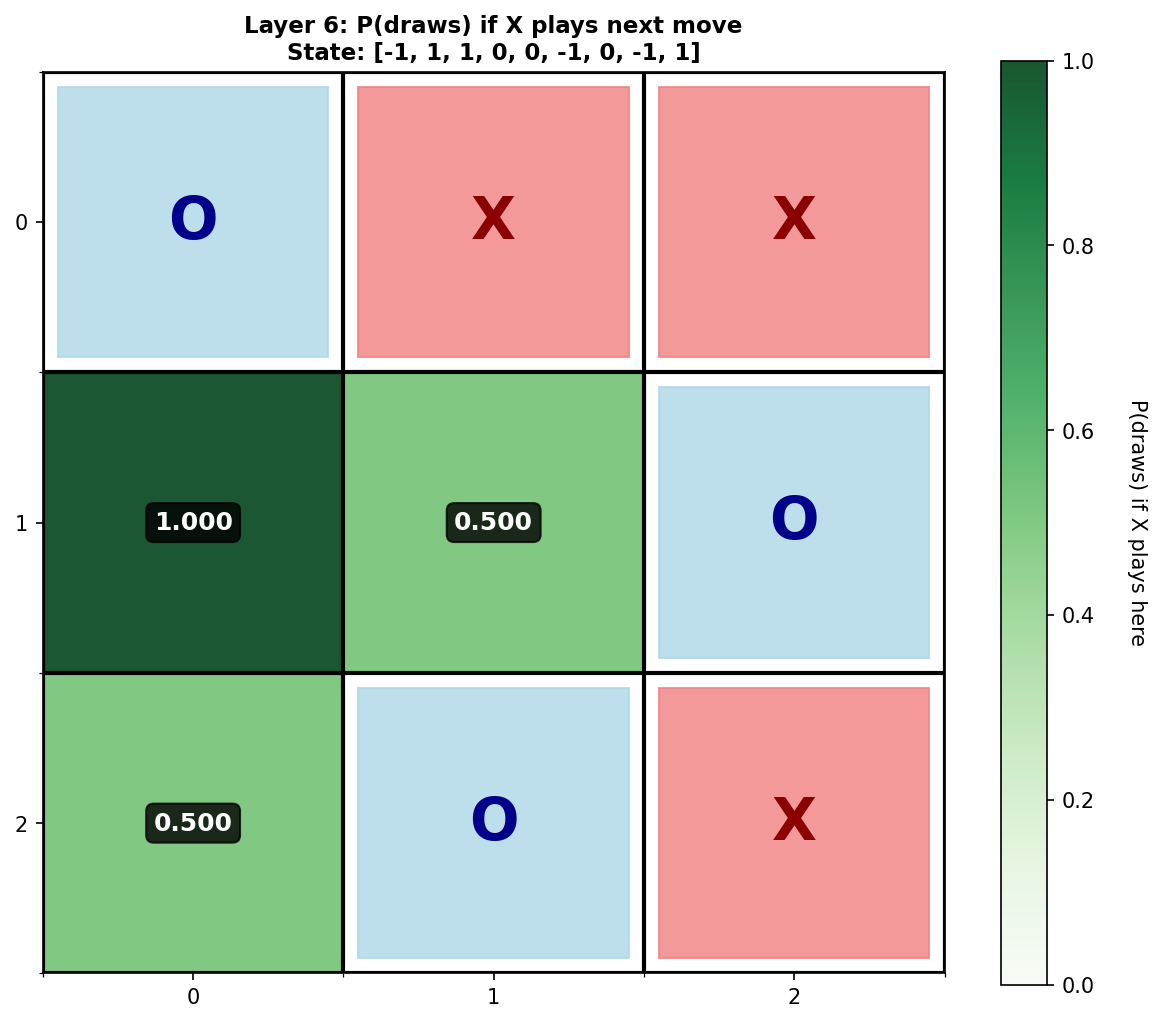 Layer 6: P(draws) if X plays next move
State: [-1, 1, 1, 0, 0, -1, 0, -1, 1]
0
O
X
X
1
1.000
0.500
O
2
0.500
O
X
0
1
2
1.0
0.8
0.6
0.4
0.2
0.0
P(draws) if X plays here